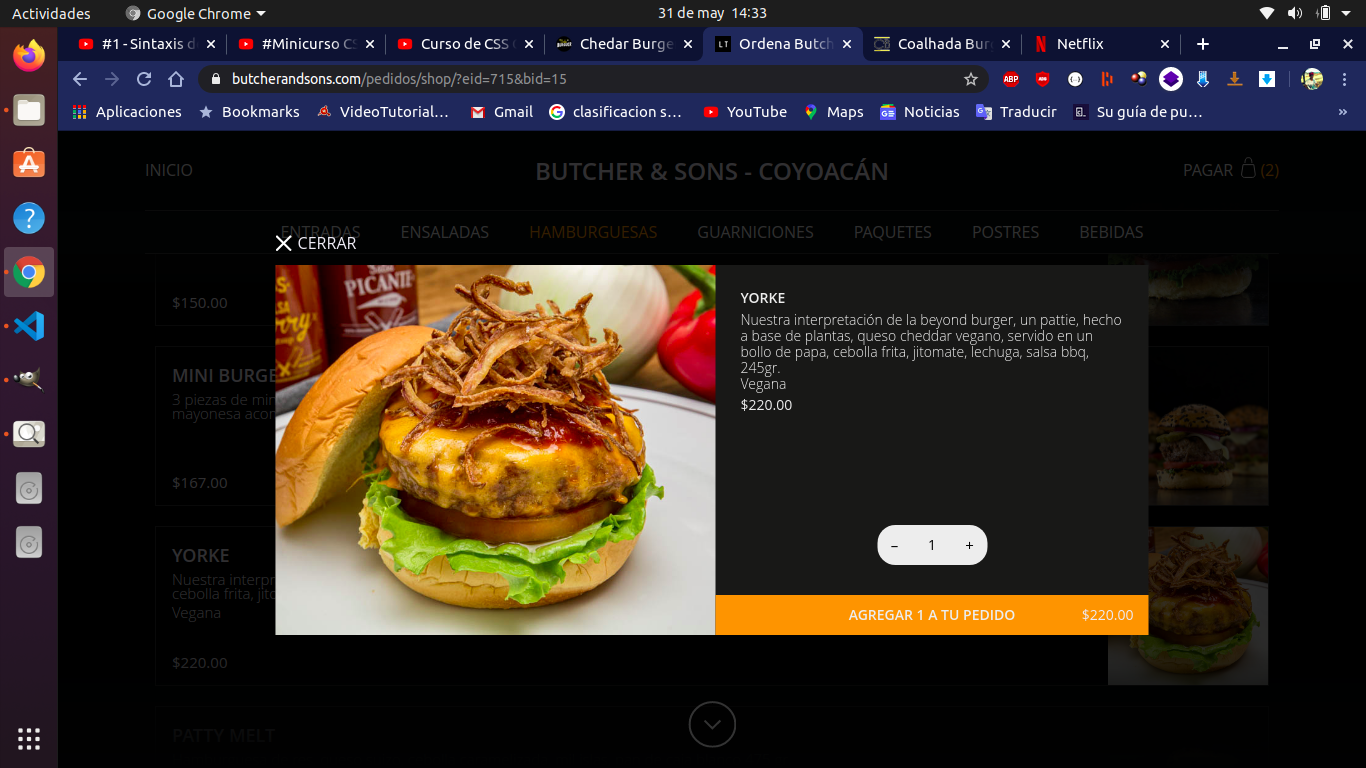 Actividades
Google Chrome
31 de may 14:33
#1 - Sintaxis d
#Minicurso CS
Curso de CSS
Chedar Burge
Ordena Butch
Coalhada Bur
Netflix
butcherandsons.com/pedidos/shop/?eid=715&bid=15
ABP
Aplicaciones
Bookmarks
VideoTutorial...
Gmail
clasificacion s...
YouTube
Maps
Noticias
Traducir
Su guía de pu...
»
INICIO
BUTCHER & SONS - COYOACÁN
PAGAR (2)
ENTRADAS
ENSALADAS
HAMBURGUESAS
GUARNICIONES
PAQUETES
POSTRES
BEBIDAS
× CERRAR
$150.00
MINI BURGE
3 piezas de mi
mayonesa aco
$167.00
YORKE
Nuestra interpr
cebolla frita, jit
Vegana
$220.00
PATTY MELT
PICANTE
YORKE
Nuestra interpretación de la beyond burger, un pattie, hecho
a base de plantas, queso cheddar vegano, servido en un
bollo de papa, cebolla frita, jitomate, lechuga, salsa bbq,
245gr.
Vegana
$220.00
– 1 +
AGREGAR 1 A TU PEDIDO $220.00